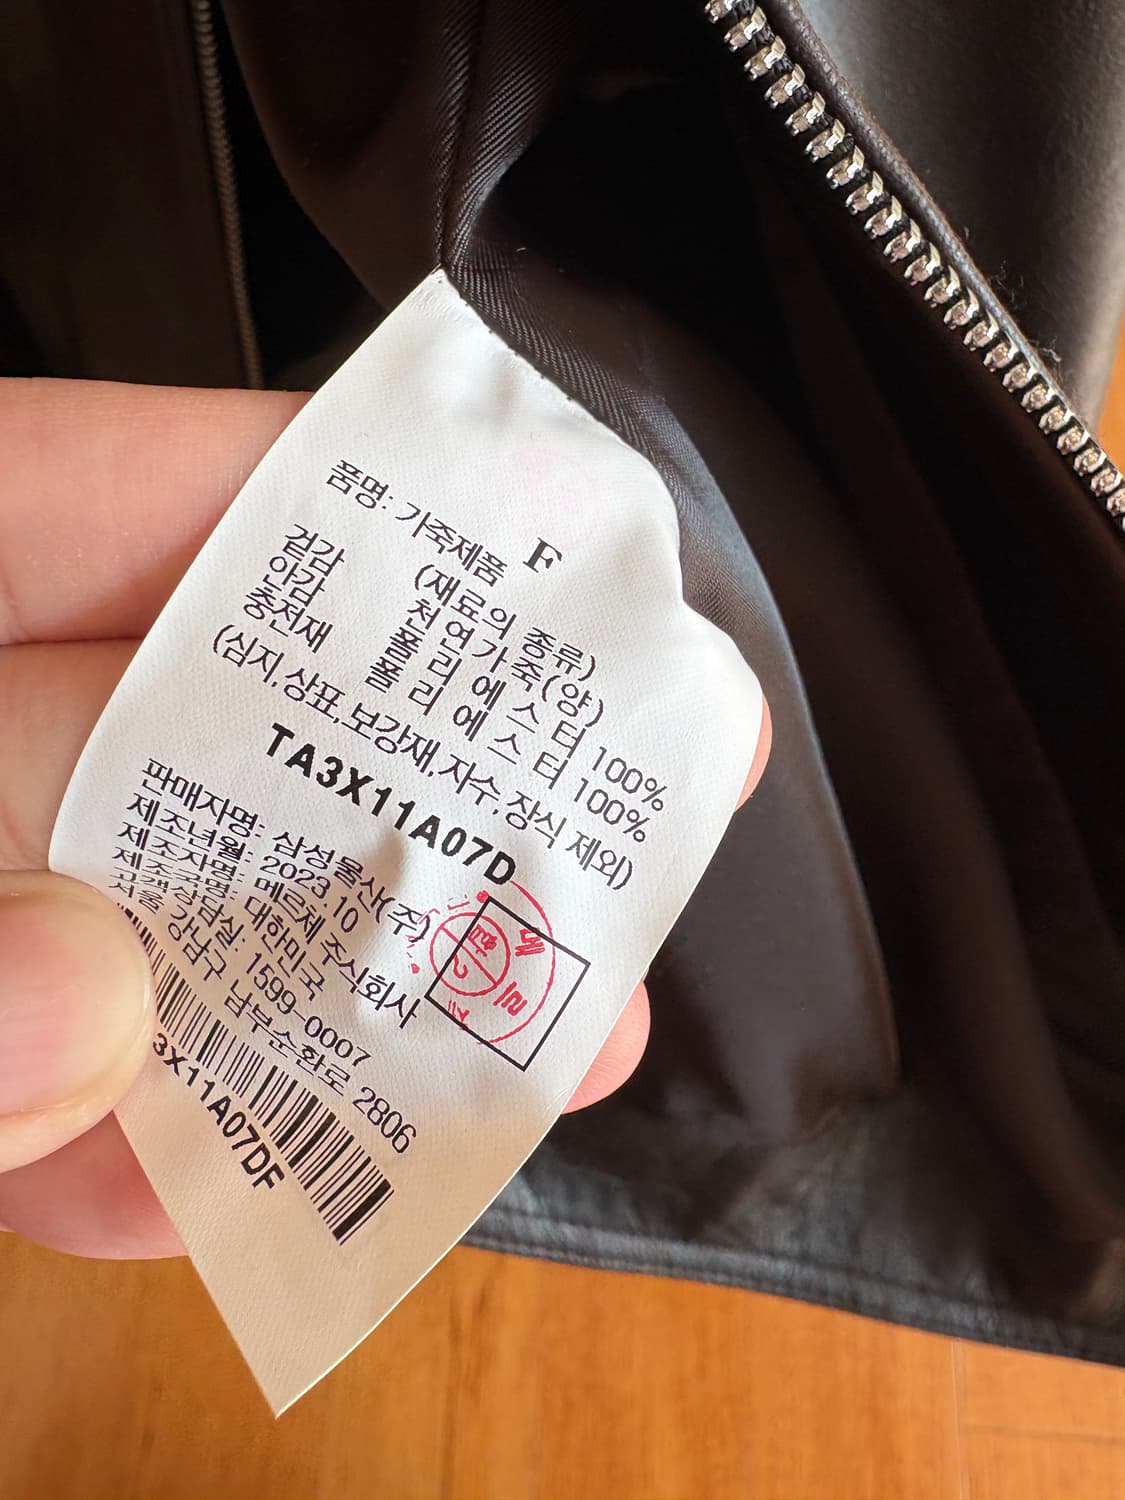 F
품명: 가죽제품 (재료의 종류)
겉감 천연가죽(양)
안감 폴리에스터 100%
충전재 폴리에스터 100%
(심지,상표,보강재,자수,장식 제외)
TA3X11A07D
판매자명: 삼성물산(주)
제조년월: 2023.10
제조자명: 메르제 주식회사
제조국명: 대한민국
고객상담실: 1599-0007
서울 강남구 남부순환로 2806
3X11A07DF